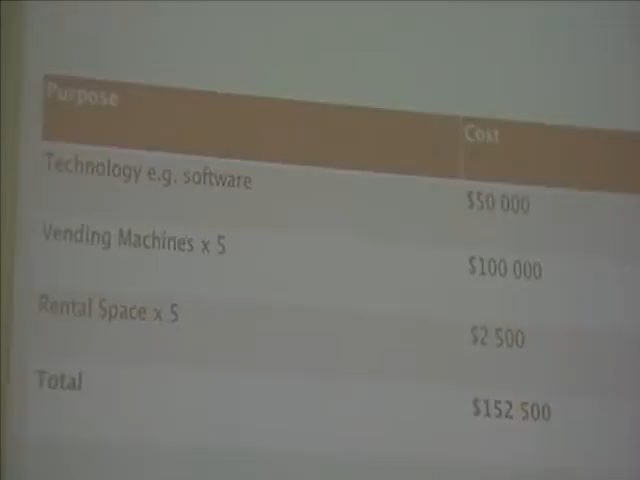 Purpose Cost
Technology e.g. software $50 000
Vending Machines x 5 $100 000
Rental Space x 5 $2 500
Total $152 500